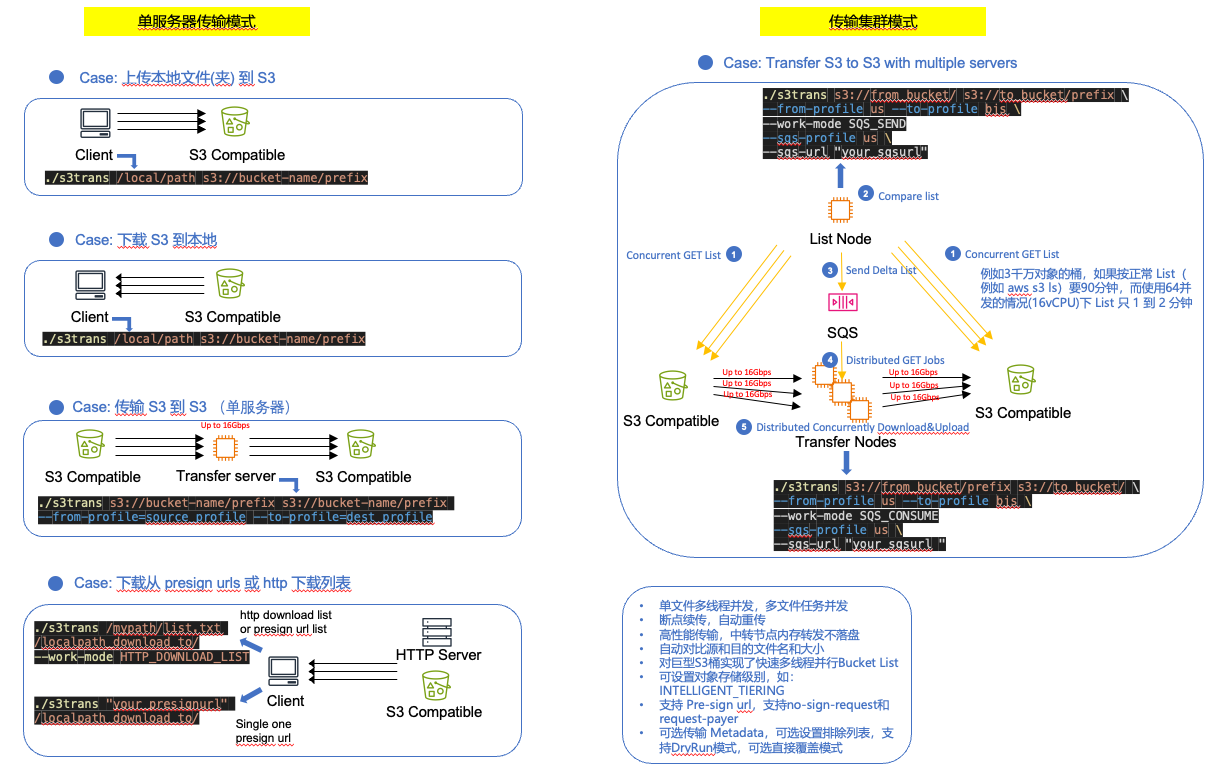 单服务器传输模式
Case: 上传本地文件(夹) 到 S3
Client
S3 Compatible
./s3trans /local/path s3://bucket-name/prefix
Case: 下载 S3 到本地
Client
S3 Compatible
./s3trans /local/path s3://bucket-name/prefix
Case: 传输 S3 到 S3 （单服务器）
Up to 16Gbps
S3 Compatible
Transfer server
S3 Compatible
./s3trans s3://bucket-name/prefix s3://bucket-name/prefix
--from-profile=source_profile --to-profile=dest_profile
Case: 下载从 presign urls 或 http 下载列表
http download list
or presign url list
./s3trans /mypath/list.txt
/localpath_download_to/
--work-mode HTTP_DOWNLOAD_LIST
HTTP Server
Client
S3 Compatible
./s3trans "your_presignurl"
/localpath_download_to/
Single one
presign url
传输集群模式
Case: Transfer S3 to S3 with multiple servers
./s3trans s3://from_bucket/ s3://to_bucket/prefix \
--from-profile us --to-profile bjs \
--work-mode SQS_SEND
--sqs-profile us \
--sqs-url "your_sqsurl"
2 Compare list
List Node
Concurrent GET List 1
1 Concurrent GET List
3 Send Delta List
例如3千万对象的桶，如果按正常 List（
例如 aws s3 ls）要90分钟，而使用64并
发的情况(16vCPU)下 List 只 1 到 2 分钟
SQS
4 Distributed GET Jobs
Up to 16Gbps
Up to 16Gbps
Up to 16Gbps
Up to 16Gbps
Up to 16Gbps
Up to 16Gbps
S3 Compatible
S3 Compatible
5 Distributed Concurrently Download&Upload
Transfer Nodes
./s3trans s3://from_bucket/prefix s3://to_bucket/ \
--from-profile us --to-profile bjs \
--work-mode SQS_CONSUME
--sqs-profile us \
--sqs-url "your_sqsurl "
• 单文件多线程并发，多文件任务并发
• 断点续传，自动重传
• 高性能传输，中转节点内存转发不落盘
• 自动对比源和目的文件名和大小
• 对巨型S3桶实现了快速多线程并行Bucket List
• 可设置对象存储级别，如：
INTELLIGENT_TIERING
• 支持 Pre-sign url，支持no-sign-request和
request-payer
• 可选传输 Metadata，可选设置排除列表，支
持DryRun模式，可选直接覆盖模式